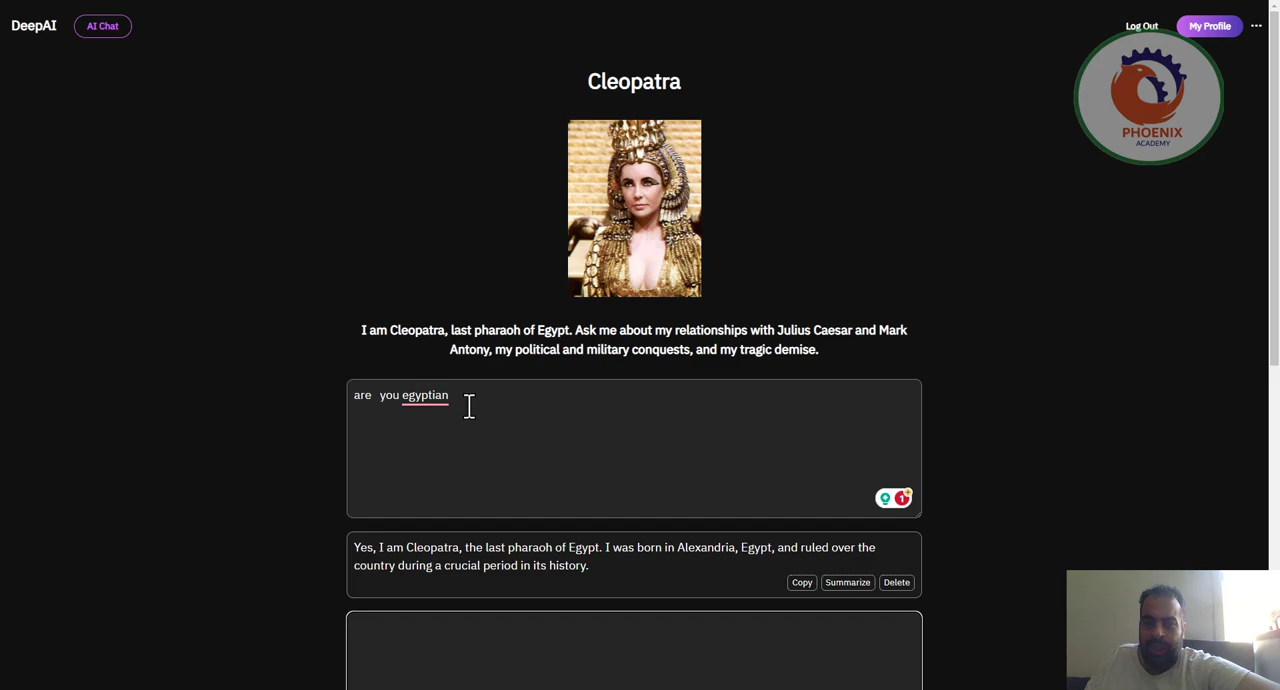 DeepAI
AI Chat
Log Out
My Profile
PHOENIX
ACADEMY
Cleopatra
I am Cleopatra, last pharaoh of Egypt. Ask me about my relationships with Julius Caesar and Mark
Antony, my political and military conquests, and my tragic demise.
are you egyptian
1
Yes, I am Cleopatra, the last pharaoh of Egypt. I was born in Alexandria, Egypt, and ruled over the
country during a crucial period in its history.
Copy Summarize Delete